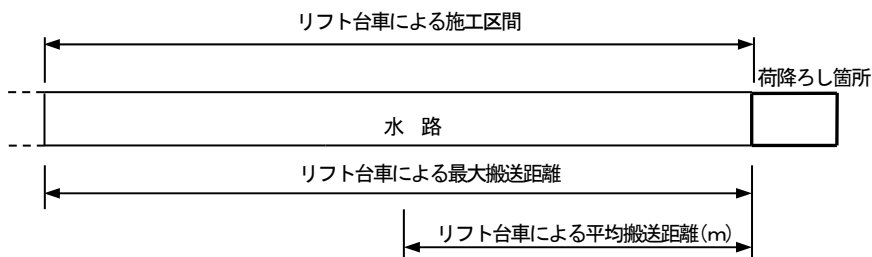 リフト台車による施工区間
荷降ろし箇所
水　路
リフト台車による最大搬送距離
リフト台車による平均搬送距離(m)